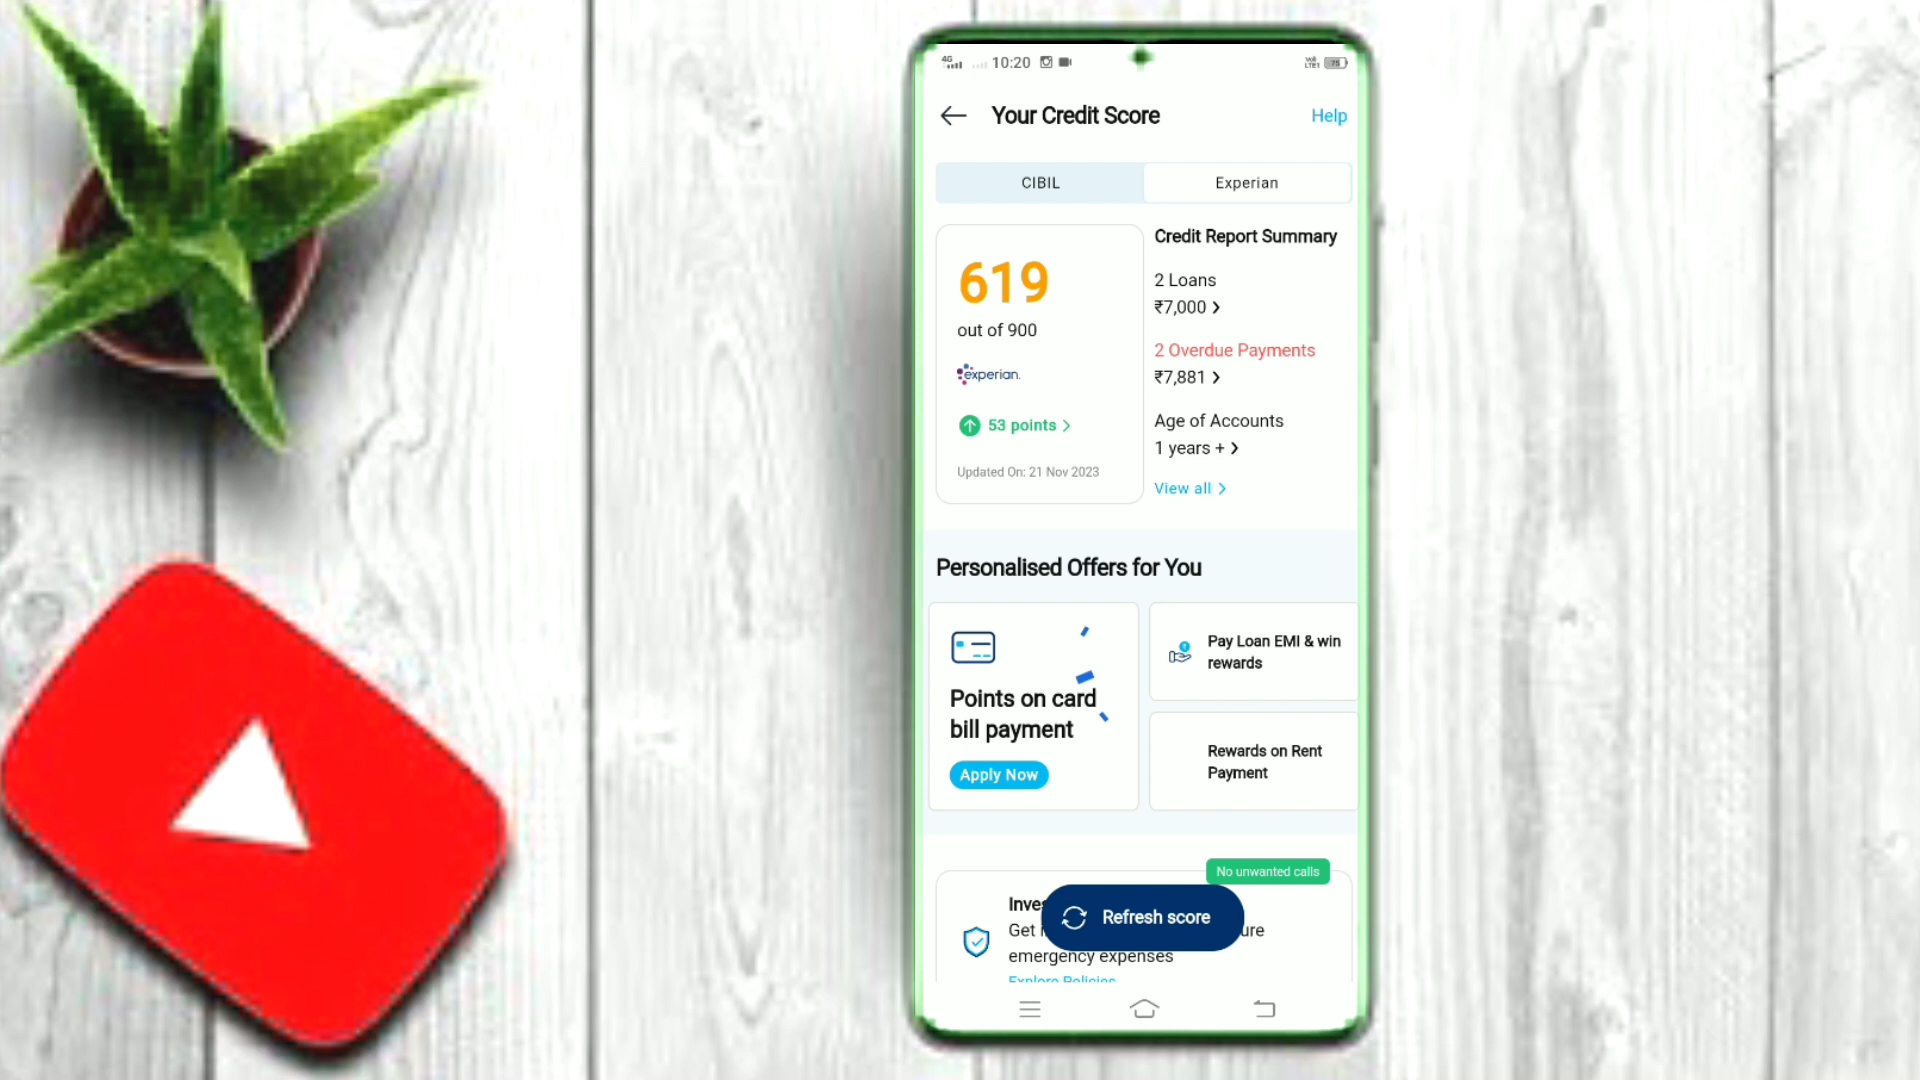 4G 10:20 75
Your Credit Score
Help
CIBIL
Experian
619
out of 900
experian.
53 points
Updated On: 21 Nov 2023
Credit Report Summary
2 Loans
₹7,000
2 Overdue Payments
₹7,881
Age of Accounts
1 years +
View all
Personalised Offers for You
Points on card
bill payment
Apply Now
Pay Loan EMI & win
rewards
Rewards on Rent
Payment
No unwanted calls
Refresh score
Get
emergency expenses
Explore Policies